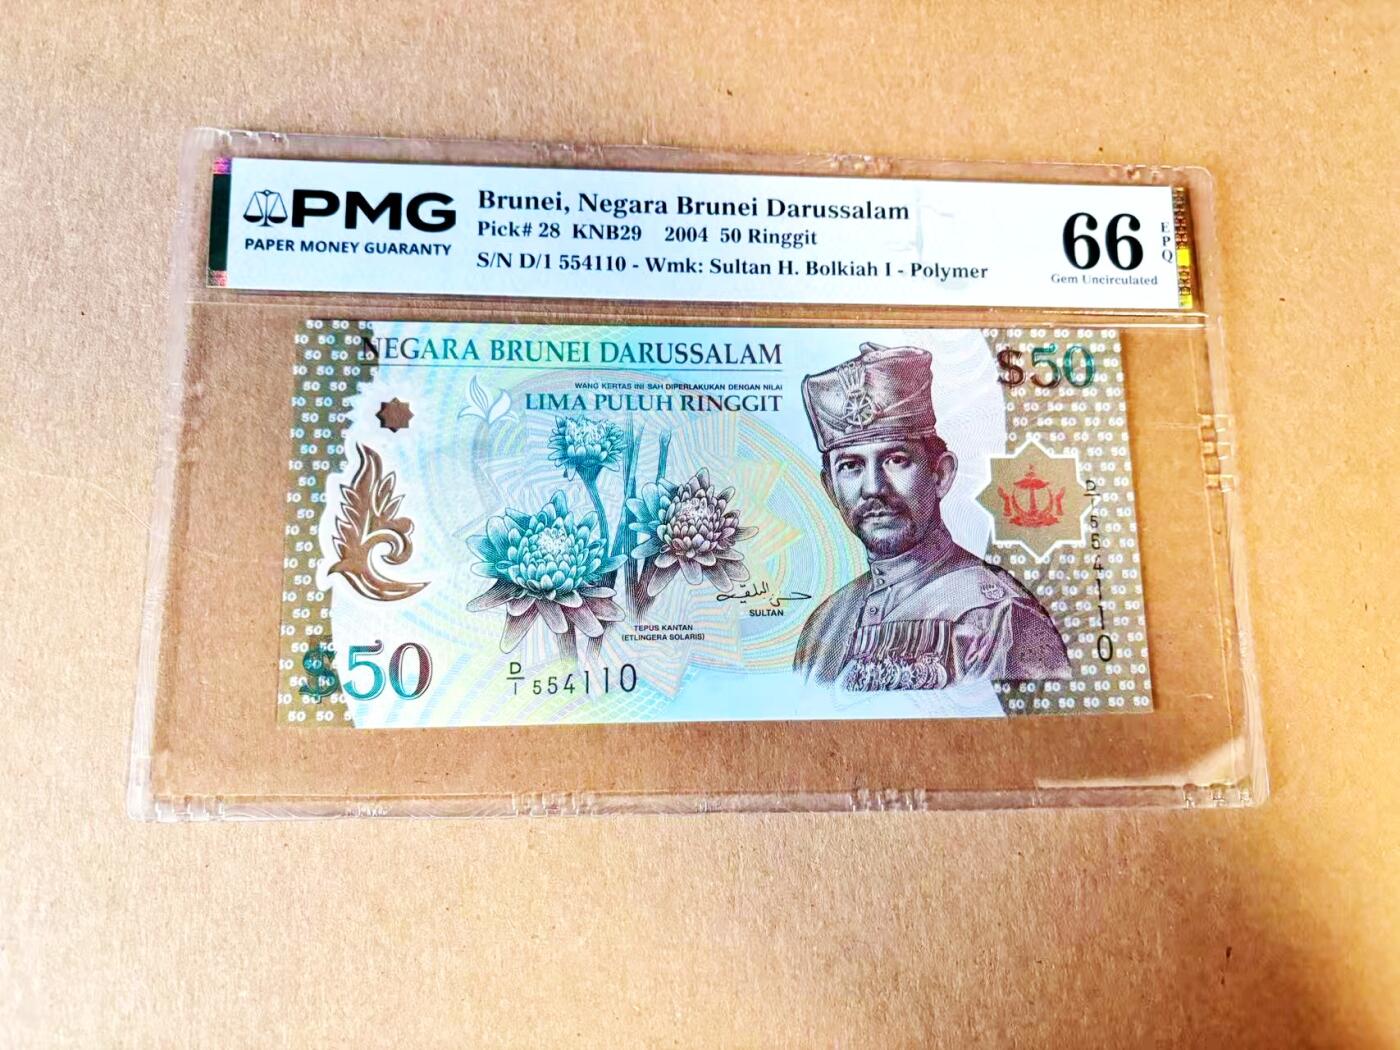 PMG
PAPER MONEY GUARANTY
Brunei, Negara Brunei Darussalam
Pick# 28 KNB29 2004 50 Ringgit
S/N D/1 554110 - Wmk: Sultan H. Bolkiah I - Polymer
66
EPQ
Gem Uncirculated
NEGARA BRUNEI DARUSSALAM
$50
WANG KERTAS INI SAH DIPERLAKUKAN DENGAN NILAI
LIMA PULUH RINGGIT
D/1 554110
حسن البلقيه
SULTAN
TEPUS KANTAN
(ETLINGERA SOLARIS)
$50
D/1 554110